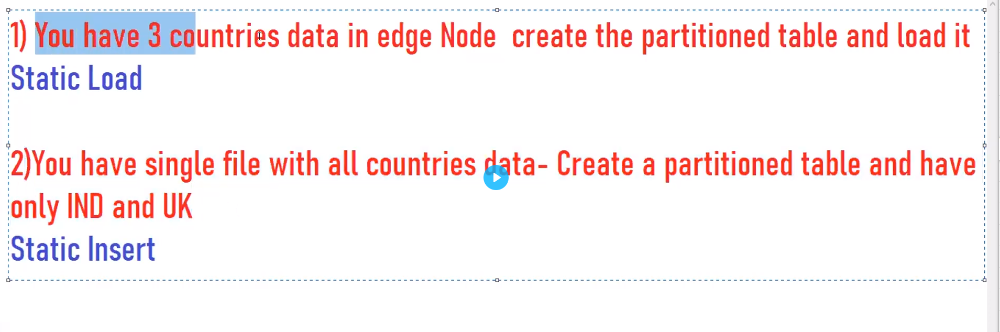 1) You have 3 countries data in edge Node  create the partitioned table and load it
Static Load
2)You have single file with all countries data- Create a partitioned table and have
only IND and UK
Static Insert